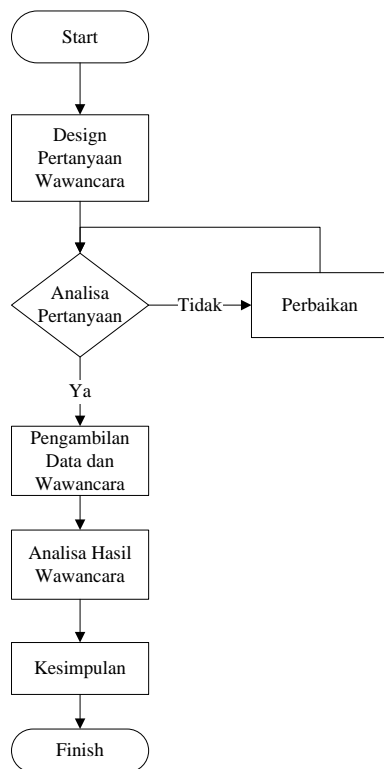 Start
Design
Pertanyaan
Wawancara
Analisa
Pertanyaan
Tidak
Perbaikan
Ya
Pengambilan
Data dan
Wawancara
Analisa Hasil
Wawancara
Kesimpulan
Finish